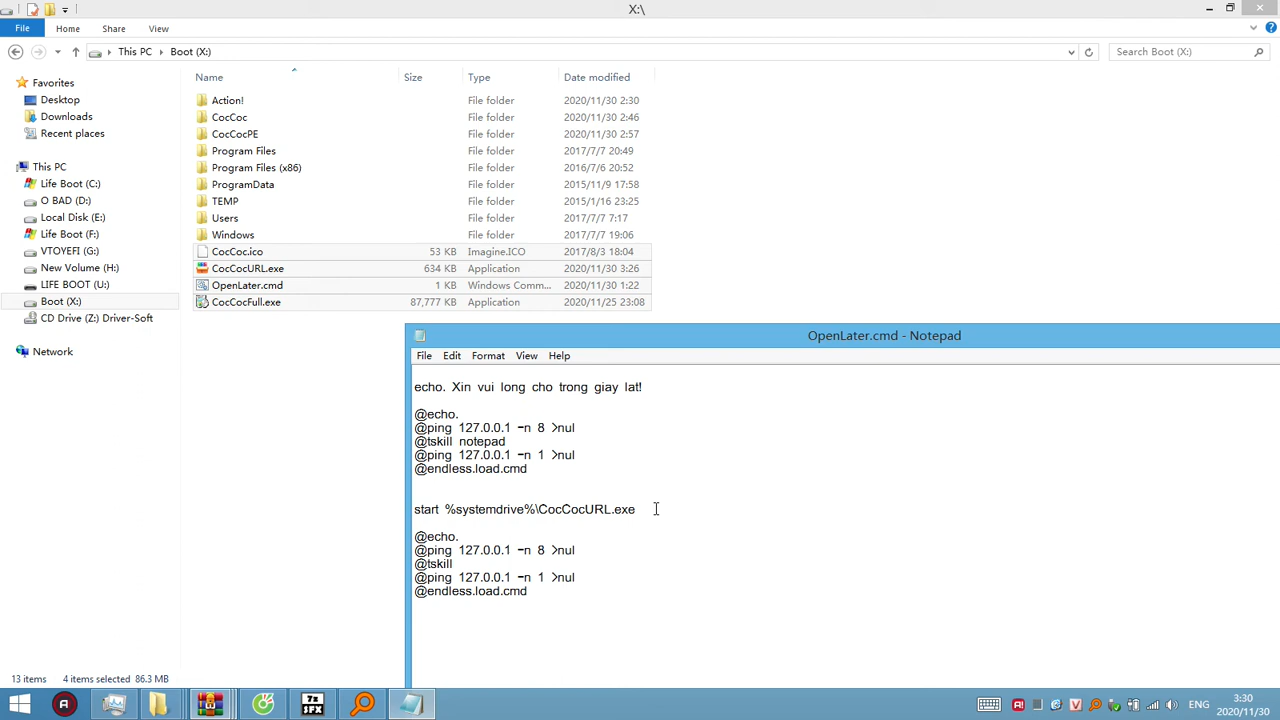 X:\
File Home Share View
This PC Boot (X:) Search Boot (X:)
Name Size Type Date modified
Favorites
Desktop
Downloads
Recent places
This PC
Life Boot (C:)
O BAD (D:)
Local Disk (E:)
Life Boot (F:)
VTOYEFI (G:)
New Volume (H:)
LIFE BOOT (U:)
Boot (X:)
CD Drive (Z:) Driver-Soft
Network
Action! File folder 2020/11/30 2:30
CocCoc File folder 2020/11/30 2:46
CocCocPE File folder 2020/11/30 2:57
Program Files File folder 2017/7/7 20:49
Program Files (x86) File folder 2016/7/6 20:52
ProgramData File folder 2015/11/9 17:58
TEMP File folder 2015/1/16 23:25
Users File folder 2017/7/7 7:17
Windows File folder 2017/7/7 19:06
CocCoc.ico 53 KB Imagine.ICO 2017/8/3 18:04
CocCocURL.exe 634 KB Application 2020/11/30 3:26
OpenLater.cmd 1 KB Windows Comm... 2020/11/30 1:22
CocCocFull.exe 87,777 KB Application 2020/11/25 23:08
OpenLater.cmd - Notepad
File Edit Format View Help
echo. Xin vui long cho trong giay lat!
@echo.
@ping 127.0.0.1 -n 8 >nul
@tskill notepad
@ping 127.0.0.1 -n 1 >nul
@endless.load.cmd
start %systemdrive%\CocCocURL.exe
@echo.
@ping 127.0.0.1 -n 8 >nul
@tskill
@ping 127.0.0.1 -n 1 >nul
@endless.load.cmd
13 items 4 items selected 86.3 MB
7z SFX
ENG
3:30
2020/11/30